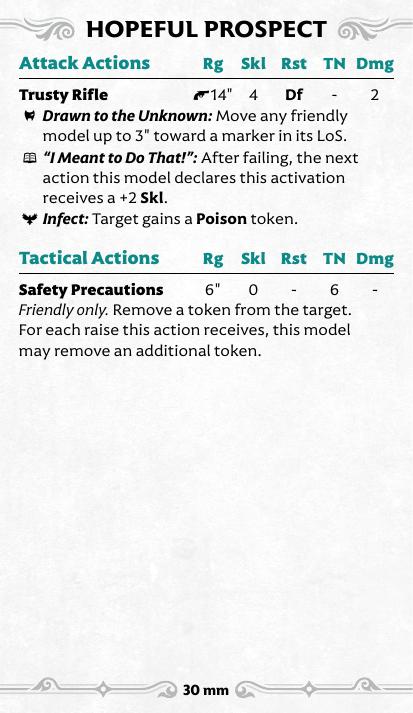 HOPEFUL PROSPECT
Attack Actions Rg Skl Rst TN Dmg
Trusty Rifle 14" 4 Df - 2
Drawn to the Unknown: Move any friendly
model up to 3" toward a marker in its LoS.
“I Meant to Do That!”: After failing, the next
action this model declares this activation
receives a +2 Skl.
Infect: Target gains a Poison token.
Tactical Actions Rg Skl Rst TN Dmg
Safety Precautions 6" 0 - 6 -
Friendly only. Remove a token from the target.
For each raise this action receives, this model
may remove an additional token.
30 mm